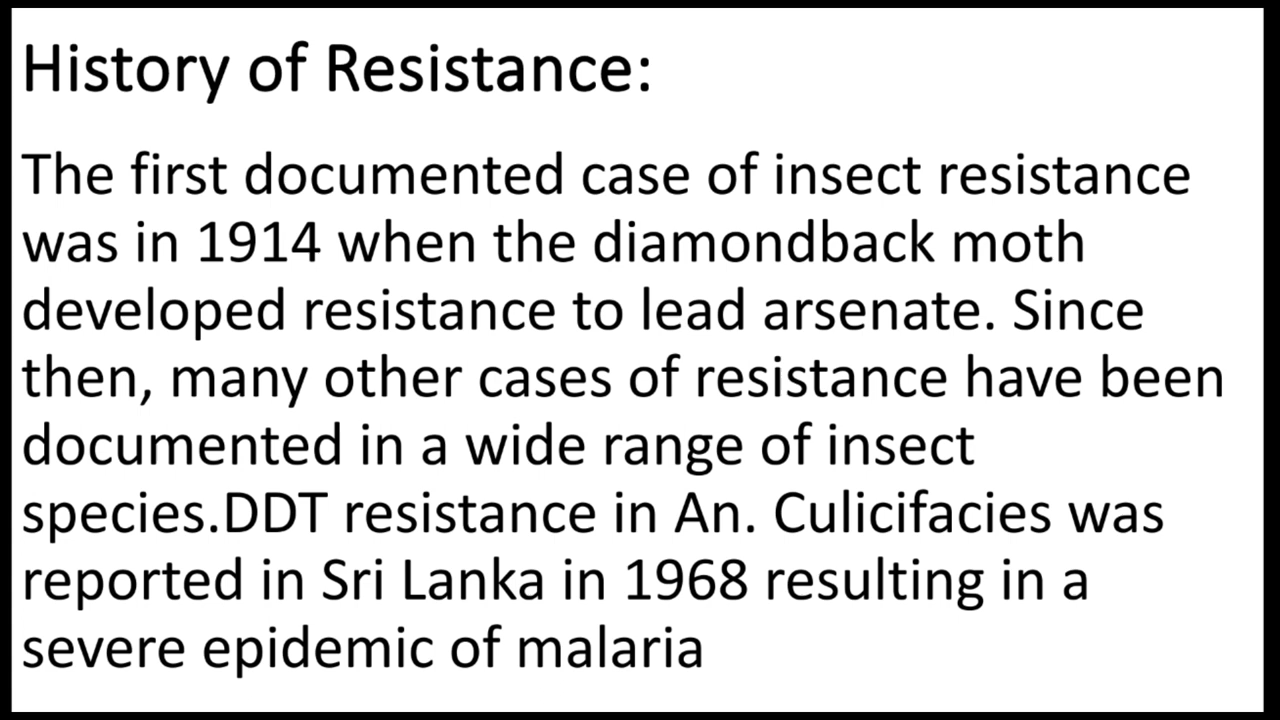 History of Resistance:
The first documented case of insect resistance
was in 1914 when the diamondback moth
developed resistance to lead arsenate. Since
then, many other cases of resistance have been
documented in a wide range of insect
species.DDT resistance in An. Culicifacies was
reported in Sri Lanka in 1968 resulting in a
severe epidemic of malaria